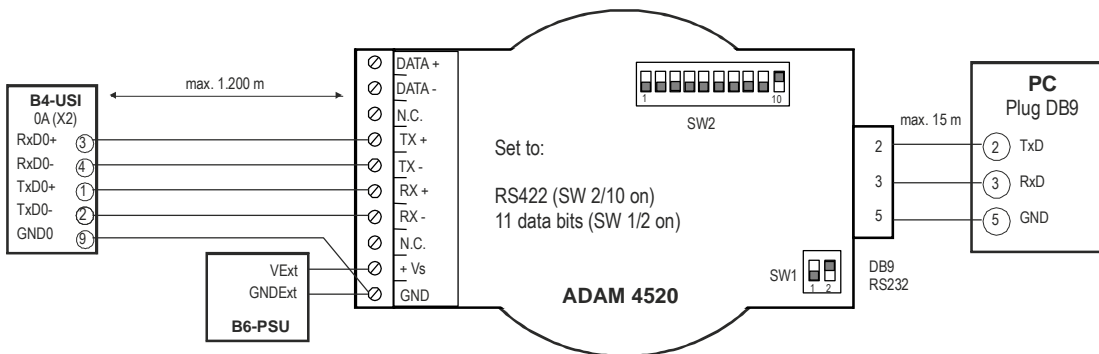 B4-USI
0A (X2)
RxD0+ 3
RxD0- 4
TxD0+ 1
TxD0- 2
GND0 9
max. 1.200 m
VExt
GNDExt
B6-PSU
DATA +
DATA -
N.C.
TX +
TX -
RX +
RX -
N.C.
+ Vs
GND
1 10
SW2
Set to:
RS422 (SW 2/10 on)
11 data bits (SW 1/2 on)
ADAM 4520
SW1
1 2
2
3
5
DB9
RS232
max. 15 m
PC
Plug DB9
2 TxD
3 RxD
5 GND